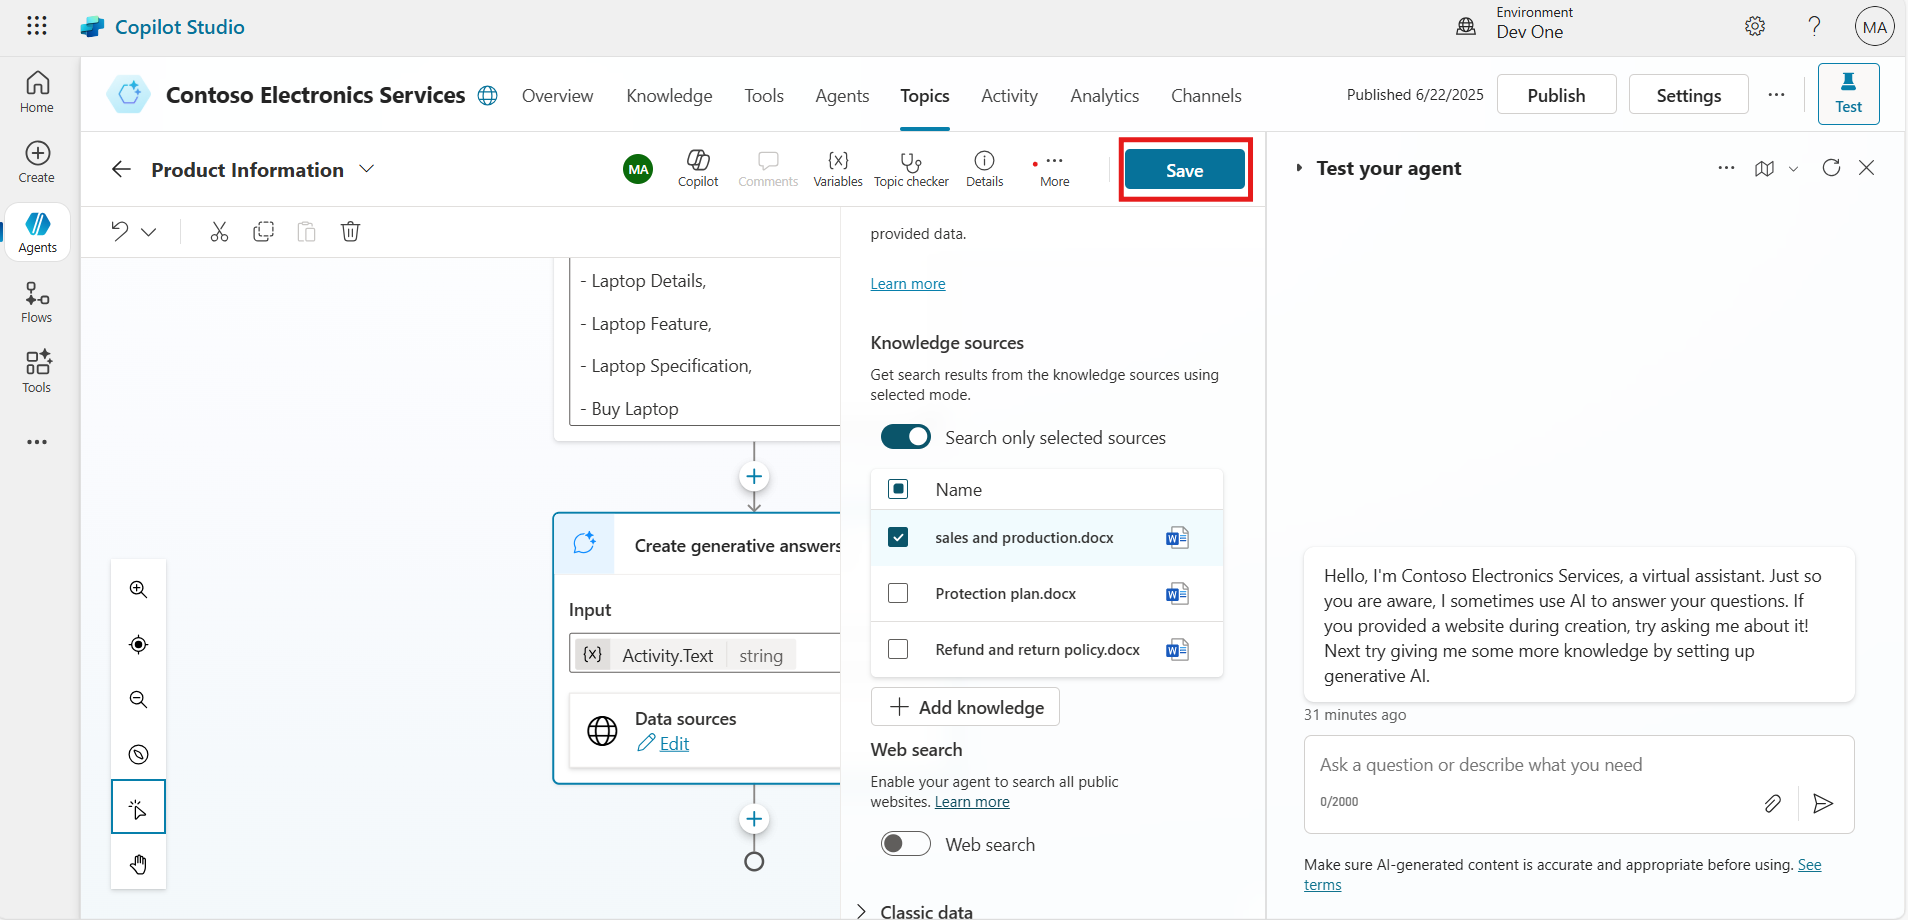 Copilot Studio
Environment
Dev One
MA
Home
Create
Agents
Flows
Tools
Contoso Electronics Services
Overview
Knowledge
Tools
Agents
Topics
Activity
Analytics
Channels
Published 6/22/2025
Publish
Settings
Test
Product Information
MA
Copilot
Comments
Variables
Topic checker
Details
More
Save
- Laptop Details,
- Laptop Feature,
- Laptop Specification,
- Buy Laptop
Create generative answers
Input
{x} Activity.Text string
Data sources
Edit
provided data.
Learn more
Knowledge sources
Get search results from the knowledge sources using
selected mode.
Search only selected sources
Name
sales and production.docx
Protection plan.docx
Refund and return policy.docx
Add knowledge
Web search
Enable your agent to search all public
websites. Learn more
Web search
Classic data
Test your agent
Hello, I'm Contoso Electronics Services, a virtual assistant. Just so
you are aware, I sometimes use AI to answer your questions. If
you provided a website during creation, try asking me about it!
Next try giving me some more knowledge by setting up
generative AI.
31 minutes ago
Ask a question or describe what you need
0/2000
Make sure AI-generated content is accurate and appropriate before using. See
terms